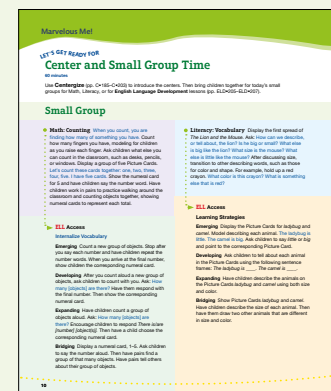 Marvelous Me!
LET'S GET READY FOR
Center and Small Group Time
60 minutes
Use Centergize (pp. C•185–C•203) to introduce the centers. Then bring children together for today's small
groups for Math, Literacy, or for English Language Development lessons (pp. ELD•205–ELD•207).
Small Group
Math: Counting When you count, you are
finding how many of something you have. Count
how many fingers you have, modeling for children
as you raise each finger. Ask children what else you
can count in the classroom, such as desks, pencils,
or windows. Display a group of five Picture Cards.
Let's count these cards together: one, two, three,
four, five. I have five cards. Show the numeral card
for 5 and have children say the number word. Have
children work in pairs to practice walking around the
classroom and counting objects together, showing
numeral cards to represent each total.
ELL Access
Internalize Vocabulary
Emerging Count a new group of objects. Stop after
you say each number and have children repeat the
number words. When you arrive at the final number,
show children the corresponding numeral card.
Developing After you count aloud a new group of
objects, ask children to count with you. Ask: How
many [objects] are there? Have them respond with
the final number. Then show the corresponding
numeral card.
Expanding Have children count a group of
objects aloud. Ask: How many [objects] are
there? Encourage children to respond There is/are
[number] [object(s)]. Then have a child choose the
corresponding numeral card.
Bridging Display a numeral card, 1–5. Ask children
to say the number aloud. Then have pairs find a
group of that many objects. Have pairs tell others
about their group of objects.
Literacy: Vocabulary Display the first spread of
The Lion and the Mouse. Ask: How can we describe,
or tell about, the lion? Is he big or small? What else
is big like the lion? What size is the mouse? What
else is little like the mouse? After discussing size,
transition to other describing words, such as those
for color and shape. For example, hold up a red
crayon. What color is this crayon? What is something
else that is red?
ELL Access
Learning Strategies
Emerging Display the Picture Cards for ladybug and
camel. Model describing each animal. The ladybug is
little. The camel is big. Ask children to say little or big
and point to the corresponding Picture Card.
Developing Ask children to tell about each animal
in the Picture Cards using the following sentence
frames: The ladybug is ____. The camel is ____.
Expanding Have children describe the animals on
the Picture Cards ladybug and camel using both size
and color.
Bridging Show Picture Cards ladybug and camel.
Have children describe the size of each animal. Then
have them draw two other animals that are different
in size and color.
10